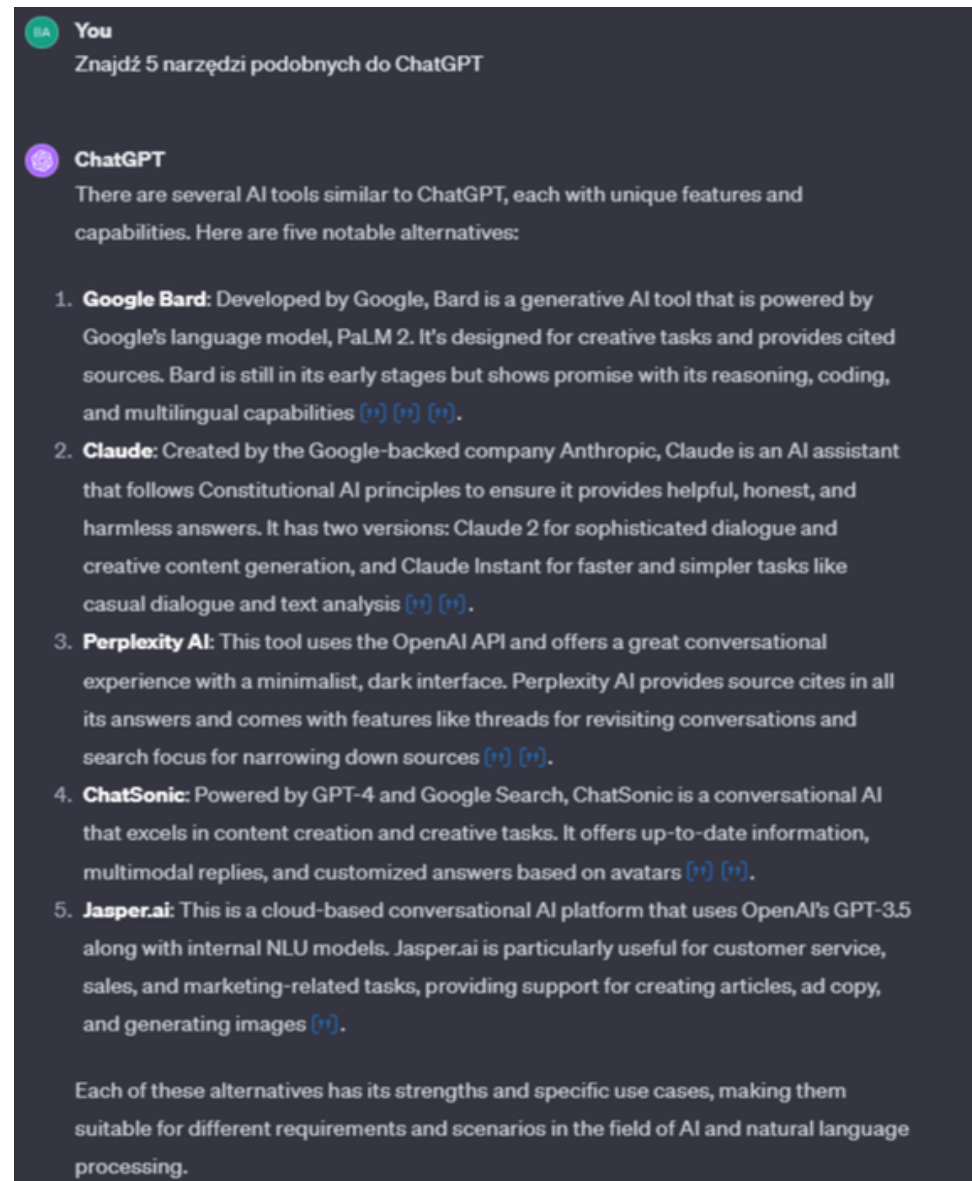 BA You
Znajdź 5 narzędzi podobnych do ChatGPT
ChatGPT
There are several AI tools similar to ChatGPT, each with unique features and
capabilities. Here are five notable alternatives:
1. Google Bard: Developed by Google, Bard is a generative AI tool that is powered by
Google's language model, PaLM 2. It's designed for creative tasks and provides cited
sources. Bard is still in its early stages but shows promise with its reasoning, coding,
and multilingual capabilities [”] [”] [”].
2. Claude: Created by the Google-backed company Anthropic, Claude is an AI assistant
that follows Constitutional AI principles to ensure it provides helpful, honest, and
harmless answers. It has two versions: Claude 2 for sophisticated dialogue and
creative content generation, and Claude Instant for faster and simpler tasks like
casual dialogue and text analysis [”] [”].
3. Perplexity AI: This tool uses the OpenAI API and offers a great conversational
experience with a minimalist, dark interface. Perplexity AI provides source cites in all
its answers and comes with features like threads for revisiting conversations and
search focus for narrowing down sources [”] [”].
4. ChatSonic: Powered by GPT-4 and Google Search, ChatSonic is a conversational AI
that excels in content creation and creative tasks. It offers up-to-date information,
multimodal replies, and customized answers based on avatars [”] [”].
5. Jasper.ai: This is a cloud-based conversational AI platform that uses OpenAI's GPT-3.5
along with internal NLU models. Jasper.ai is particularly useful for customer service,
sales, and marketing-related tasks, providing support for creating articles, ad copy,
and generating images [”].
Each of these alternatives has its strengths and specific use cases, making them
suitable for different requirements and scenarios in the field of AI and natural language
processing.